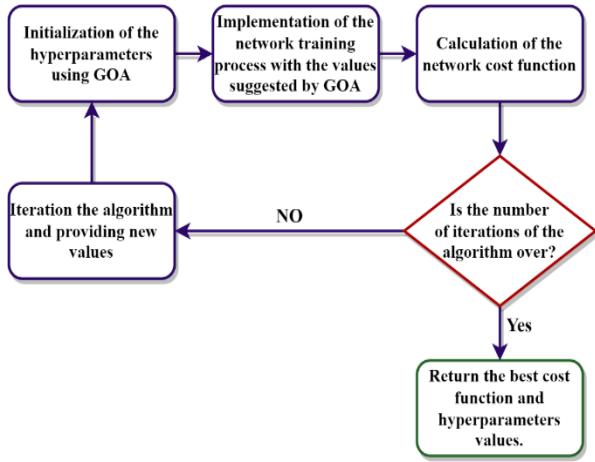 Initialization of the
hyperparameters
using GOA
Implementation of the
network training
process with the values
suggested by GOA
Calculation of the
network cost function
Is the number
of iterations of the
algorithm over?
NO
Iteration the algorithm
and providing new
values
Yes
Return the best cost
function and
hyperparameters
values.